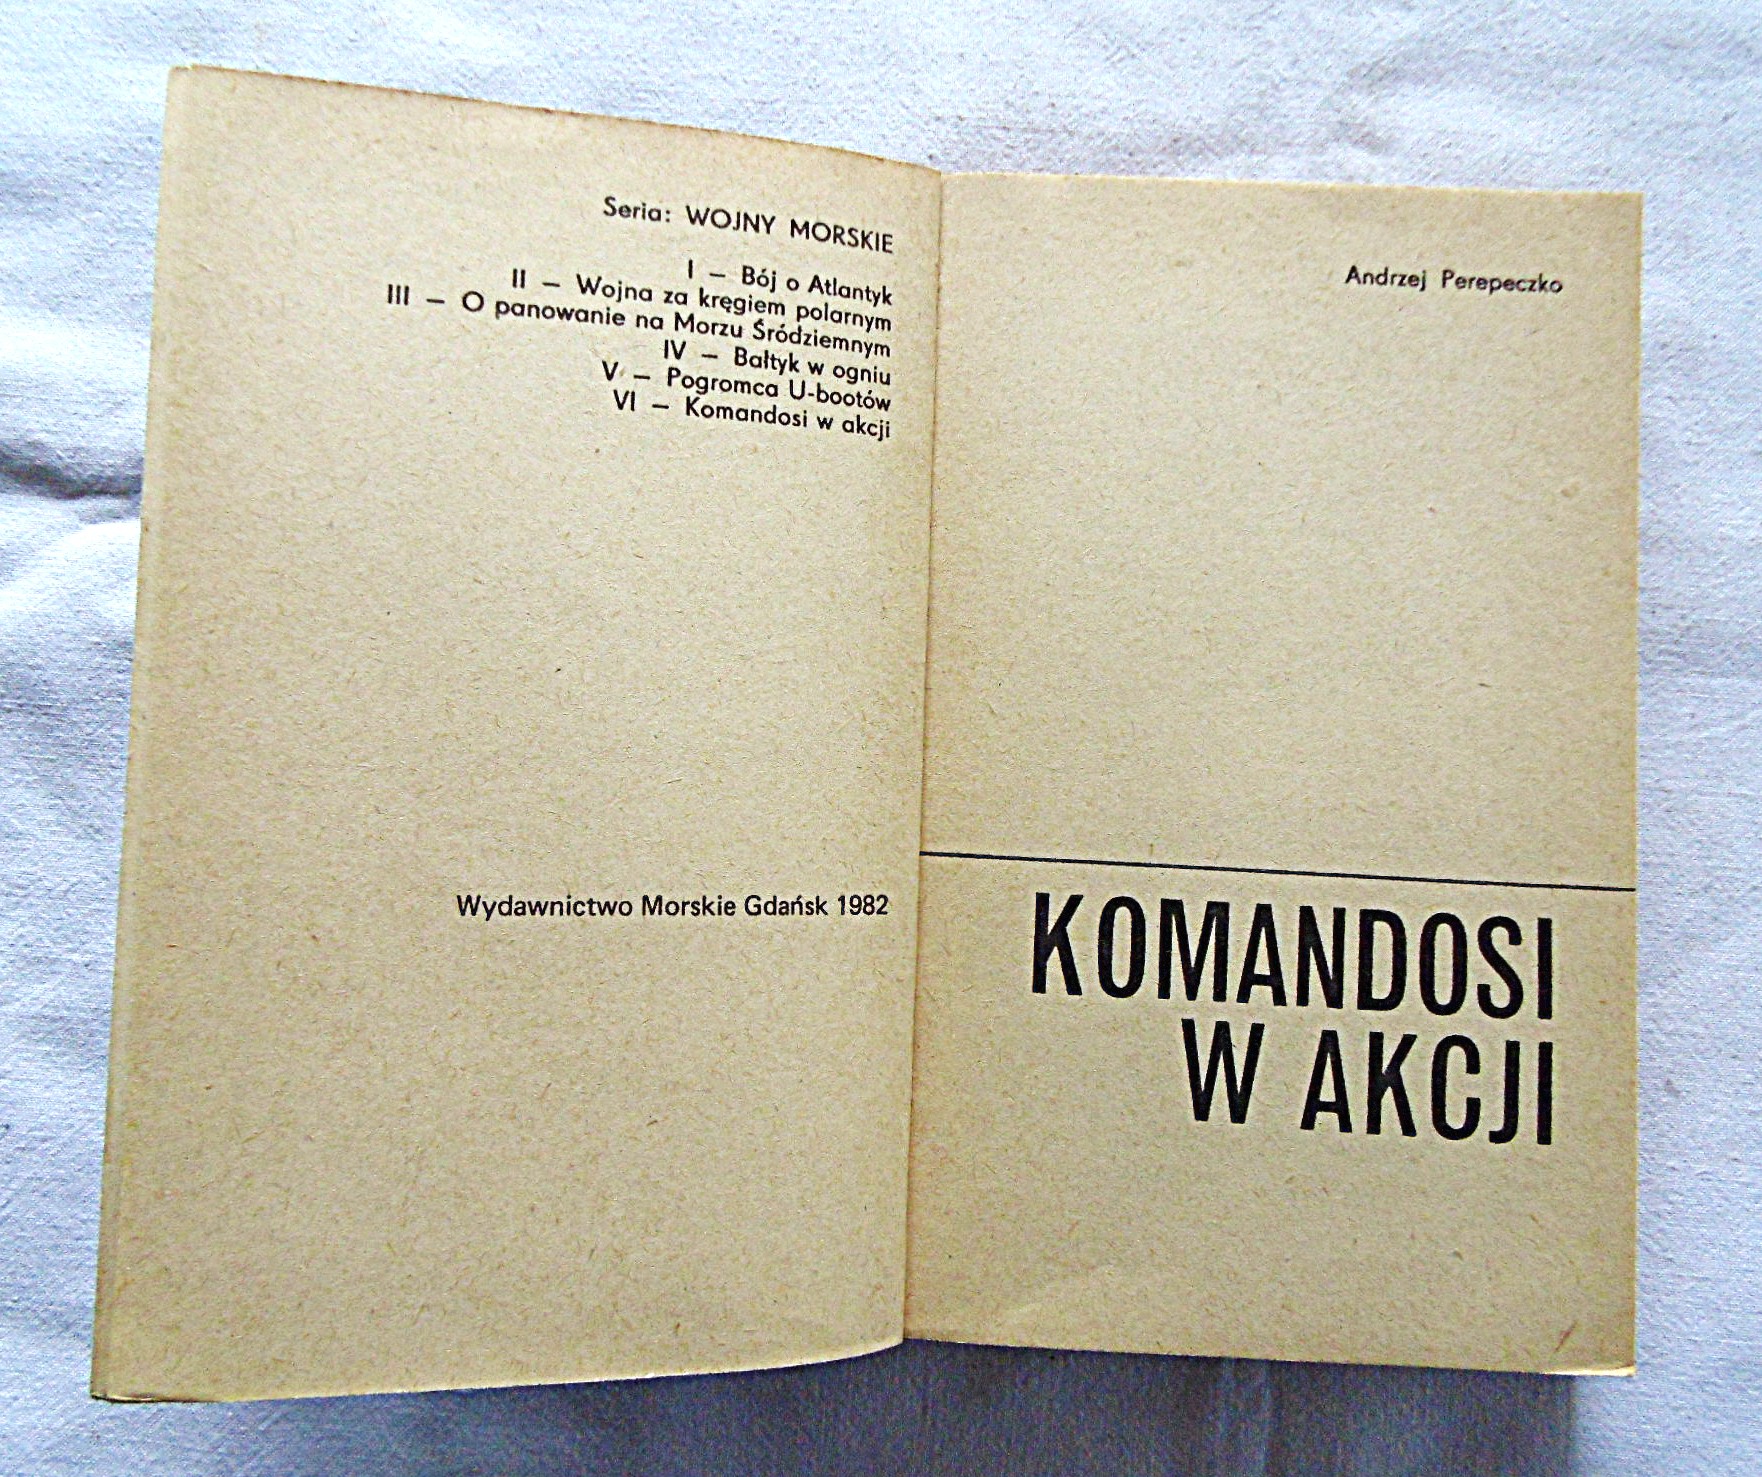 Seria: WOJNY MORSKIE
I – Bój o Atlantyk
II – Wojna za kręgiem polarnym
III – O panowanie na Morzu Śródziemnym
IV – Bałtyk w ogniu
V – Pogromca U-bootów
VI – Komandosi w akcji
Wydawnictwo Morskie Gdańsk 1982
Andrzej Perepeczko
KOMANDOSI
W AKCJI